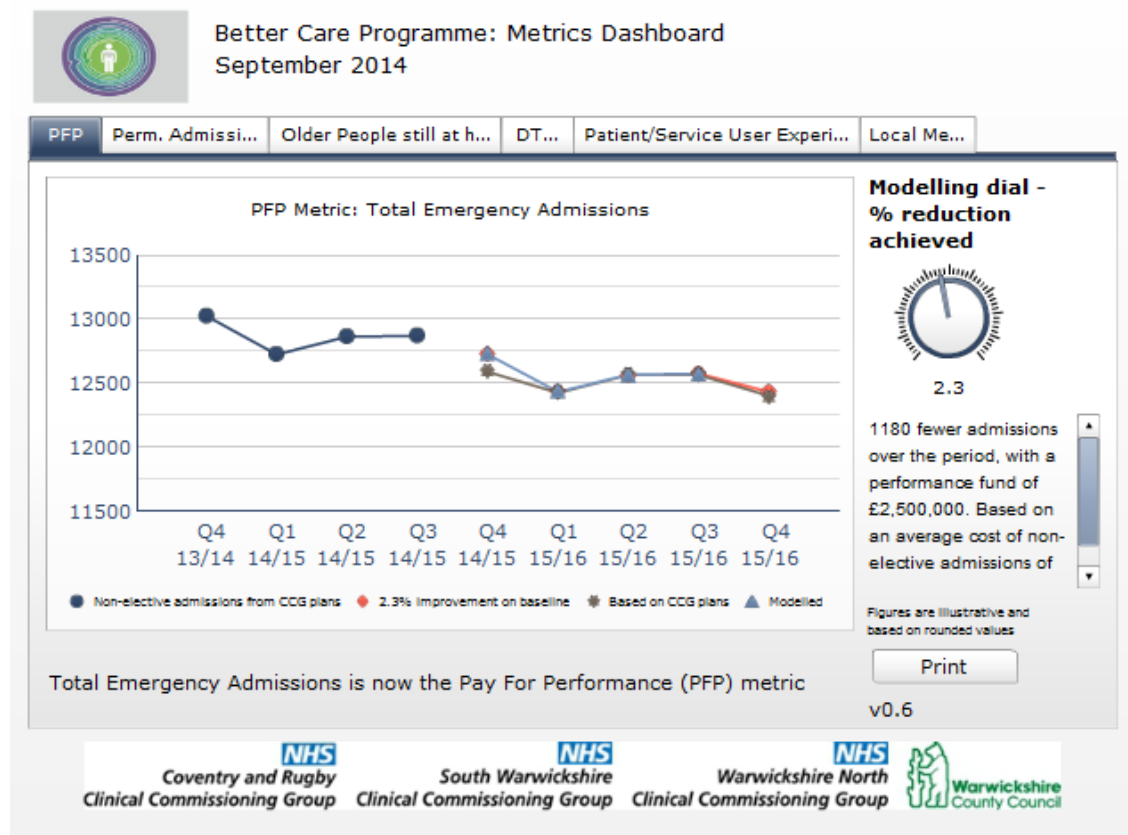 Better Care Programme: Metrics Dashboard
September 2014
PFP
Perm. Admissi...
Older People still at h...
DT...
Patient/Service User Experi...
Local Me...
PFP Metric: Total Emergency Admissions
13500
13000
12500
12000
11500
Q4 Q1 Q2 Q3 Q4 Q1 Q2 Q3 Q4
13/14 14/15 14/15 14/15 14/15 15/16 15/16 15/16 15/16
Non-elective admissions from CCG plans
2.3% improvement on baseline
Based on CCG plans
Modelled
Modelling dial -
% reduction
achieved
2.3
1180 fewer admissions
over the period, with a
performance fund of
£2,500,000. Based on
an average cost of non-
elective admissions of
Figures are illustrative and
based on rounded values
Print
v0.6
Total Emergency Admissions is now the Pay For Performance (PFP) metric
NHS
Coventry and Rugby
Clinical Commissioning Group
NHS
South Warwickshire
Clinical Commissioning Group
NHS
Warwickshire North
Clinical Commissioning Group
Warwickshire
County Council